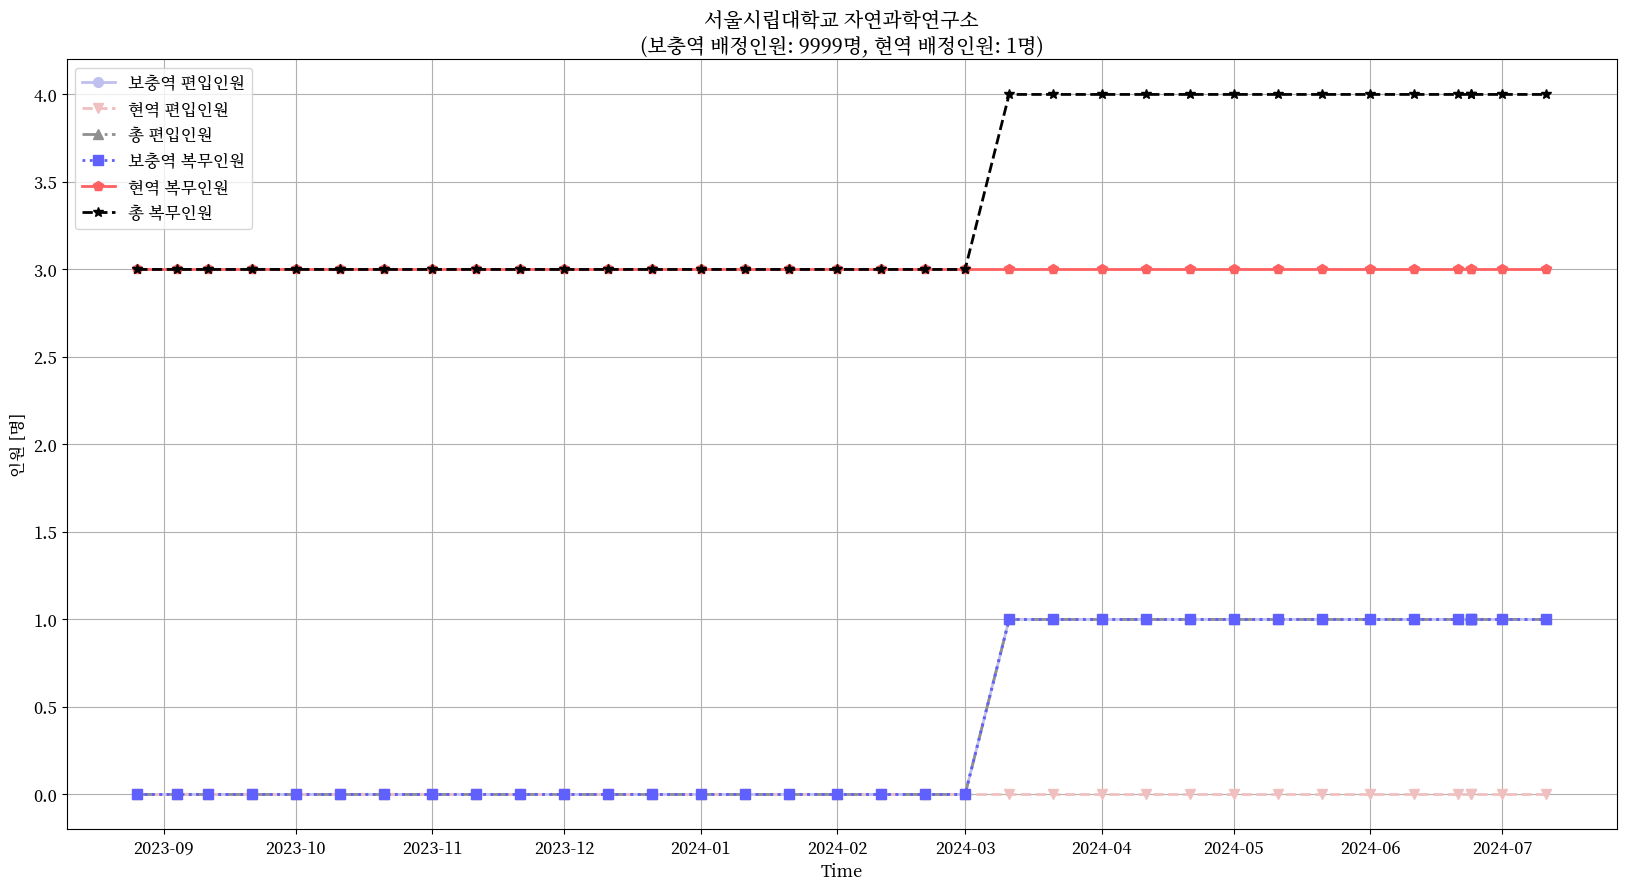 서울시립대학교 자연과학연구소
(보충역 배정인원: 9999명, 현역 배정인원: 1명)
보충역 편입인원
현역 편입인원
총 편입인원
보충역 복무인원
현역 복무인원
총 복무인원
4.0
3.5
3.0
2.5
2.0
1.5
1.0
0.5
0.0
인원 [명]
2023-09 2023-10 2023-11 2023-12 2024-01 2024-02 2024-03 2024-04 2024-05 2024-06 2024-07
Time